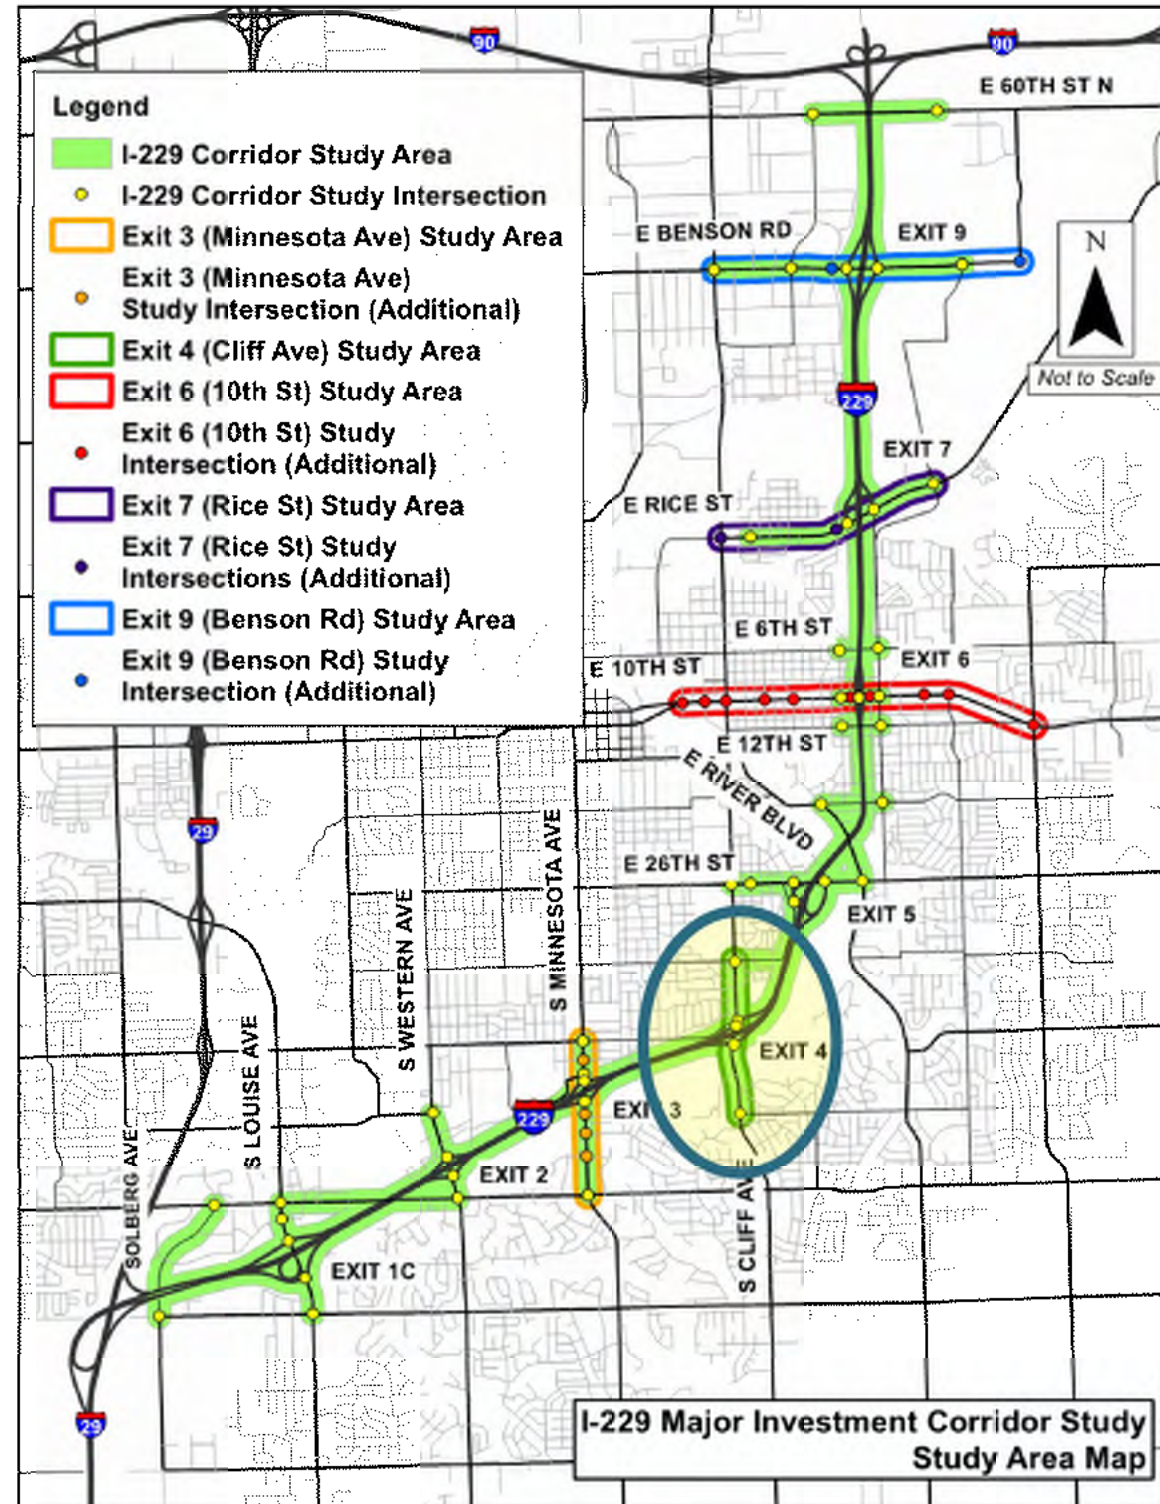 90
90
E 60TH ST N
Legend
I-229 Corridor Study Area
I-229 Corridor Study Intersection
Exit 3 (Minnesota Ave) Study Area
Exit 3 (Minnesota Ave)
Study Intersection (Additional)
Exit 4 (Cliff Ave) Study Area
Exit 6 (10th St) Study Area
Exit 6 (10th St) Study
Intersection (Additional)
Exit 7 (Rice St) Study Area
Exit 7 (Rice St) Study
Intersections (Additional)
Exit 9 (Benson Rd) Study Area
Exit 9 (Benson Rd) Study
Intersection (Additional)
E BENSON RD
EXIT 9
N
Not to Scale
229
EXIT 7
E RICE ST
E 6TH ST
EXIT 6
E 10TH ST
E 12TH ST
E RIVER BLVD
29
E 26TH ST
S MINNESOTA AVE
S WESTERN AVE
EXIT 5
S LOUISE AVE
EXIT 4
EXIT 3
229
SOLBERG AVE
EXIT 2
S CLIFF AVE
EXIT 1C
29
I-229 Major Investment Corridor Study
Study Area Map